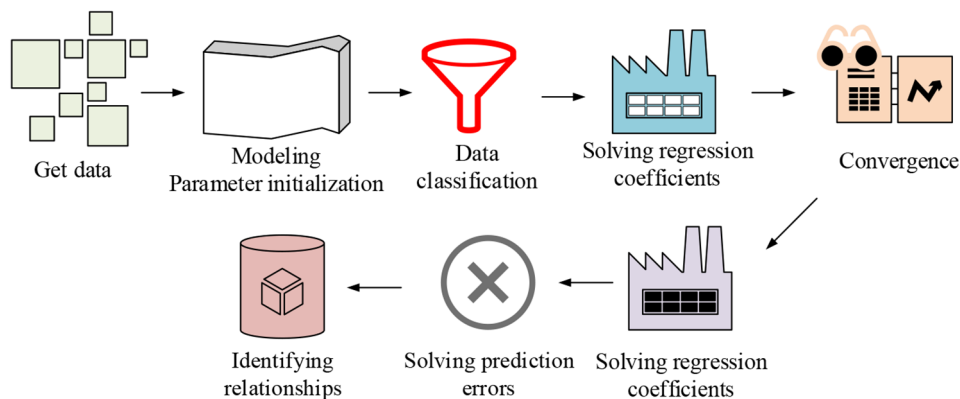 Get data
Modeling
Parameter initialization
Data
classification
Solving regression
coefficients
Convergence
Identifying
relationships
Solving prediction
errors
Solving regression
coefficients